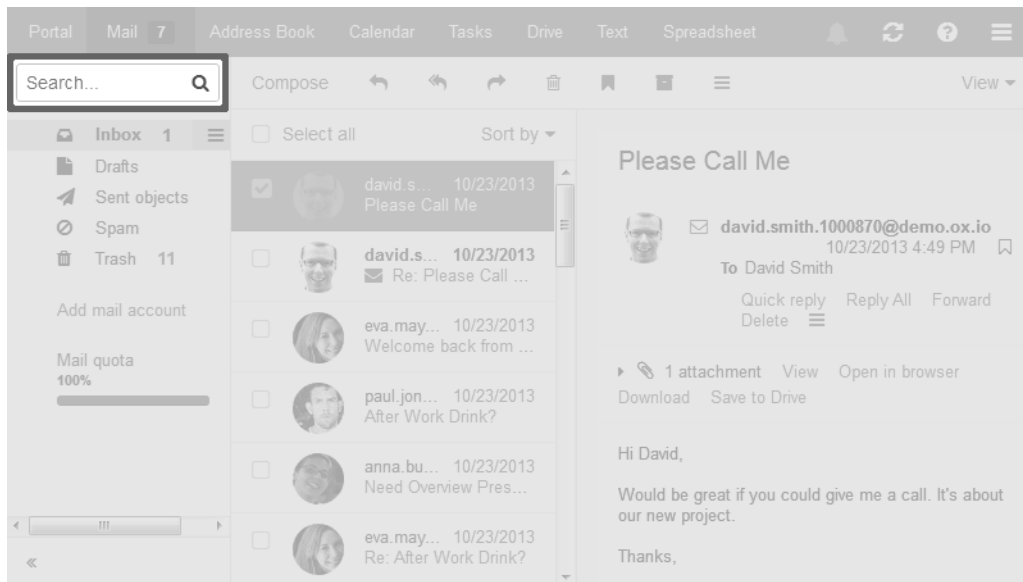 Portal Mail 7 Address Book Calendar Tasks Drive Text Spreadsheet
Search...
Compose View
Inbox 1
Drafts
Sent objects
Spam
Trash 11
Add mail account
Mail quota
100%
Select all Sort by
david.s... 10/23/2013
Please Call Me
david.s... 10/23/2013
Re: Please Call ...
eva.may... 10/23/2013
Welcome back from ...
paul.jon... 10/23/2013
After Work Drink?
anna.bu... 10/23/2013
Need Overview Pres...
eva.may... 10/23/2013
Re: After Work Drink?
Please Call Me
david.smith.1000870@demo.ox.io
10/23/2013 4:49 PM
To David Smith
Quick reply Reply All Forward
Delete
1 attachment View Open in browser
Download Save to Drive
Hi David,
Would be great if you could give me a call. It's about
our new project.
Thanks,